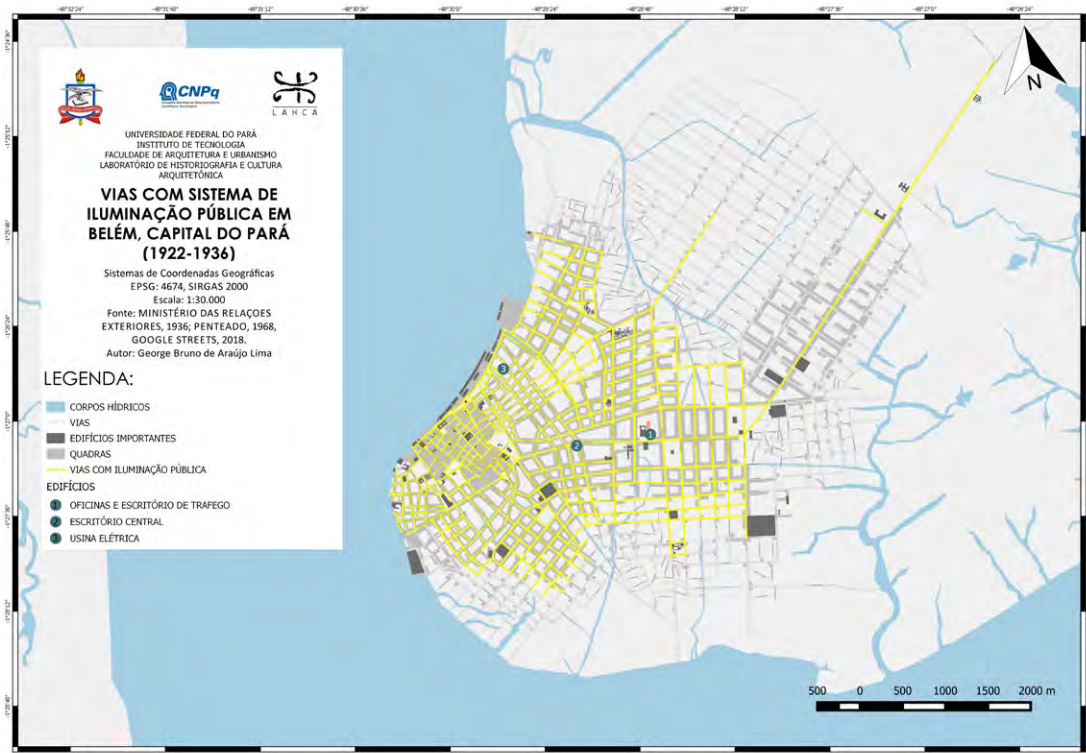 -48°32'24" -48°31'48" -48°31'12" -48°30'36" -48°30'0" -48°29'24" -48°28'48" -48°28'12" -48°27'36" -48°27'0" -48°26'24"
CNPq
LAHCA
UNIVERSIDADE FEDERAL DO PARÁ
INSTITUTO DE TECNOLOGIA
FACULDADE DE ARQUITETURA E URBANISMO
LABORATÓRIO DE HISTORIOGRAFIA E CULTURA
ARQUITETÔNICA
VIAS COM SISTEMA DE
ILUMINAÇÃO PÚBLICA EM
BELÉM, CAPITAL DO PARÁ
(1922-1936)
Sistemas de Coordenadas Geográficas
EPSG: 4674, SIRGAS 2000
Escala: 1:30.000
Fonte: MINISTÉRIO DAS RELAÇOES
EXTERIORES, 1936; PENTEADO, 1968,
GOOGLE STREETS, 2018.
Autor: George Bruno de Araújo Lima
LEGENDA:
CORPOS HÍDRICOS
VIAS
EDIFÍCIOS IMPORTANTES
QUADRAS
VIAS COM ILUMINAÇÃO PÚBLICA
EDIFÍCIOS
1 OFICINAS E ESCRITÓRIO DE TRAFEGO
2 ESCRITÓRIO CENTRAL
3 USINA ELÉTRICA
N
3
2
1
500 0 500 1000 1500 2000 m